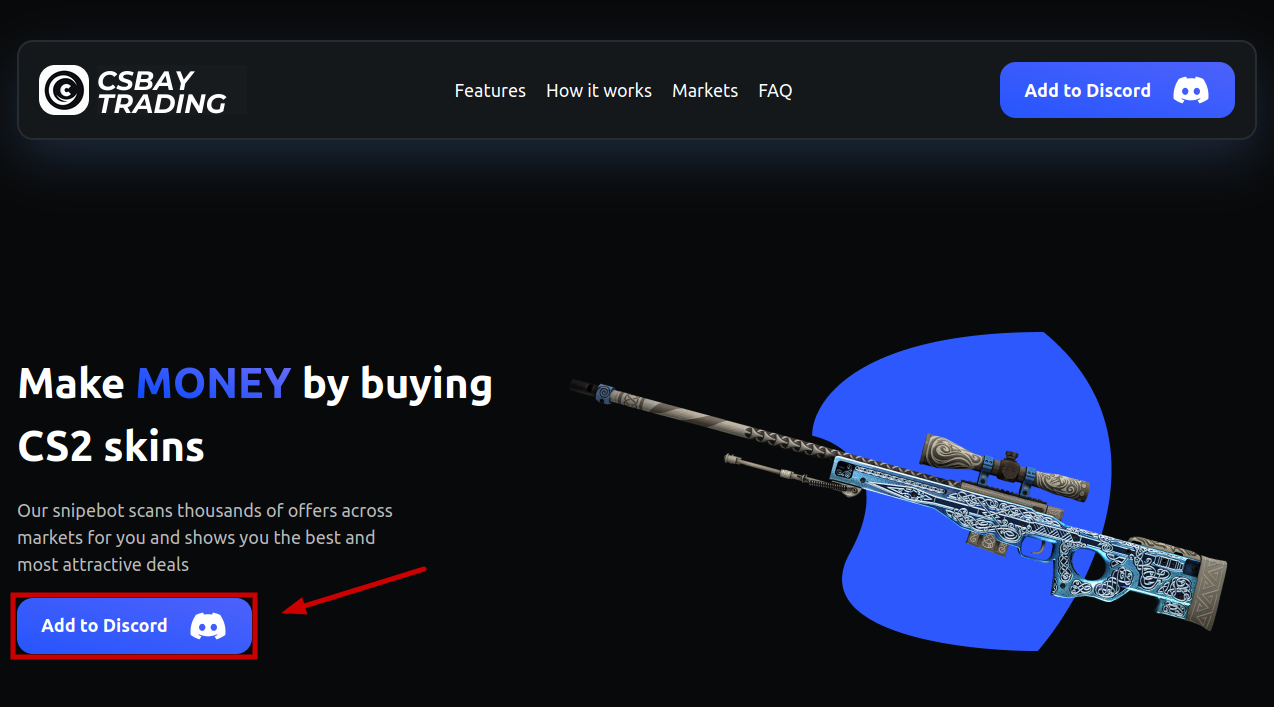 CSBAY
TRADING
Features
How it works
Markets
FAQ
Add to Discord
Make MONEY by buying
CS2 skins
Our snipebot scans thousands of offers across
markets for you and shows you the best and
most attractive deals
Add to Discord